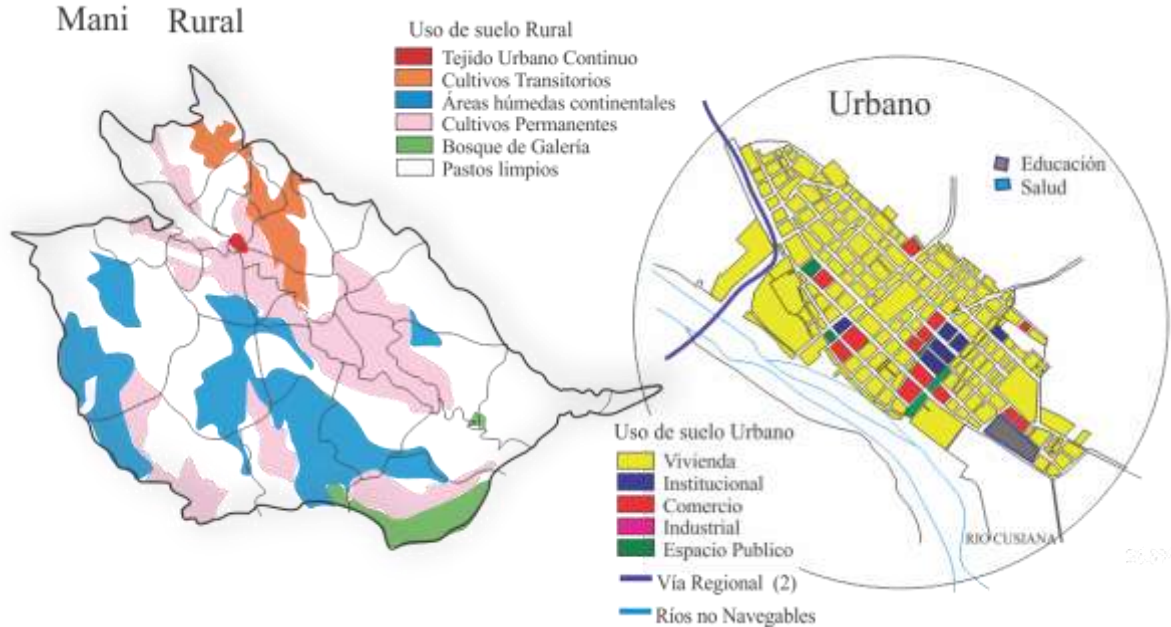 Mani Rural
Uso de suelo Rural
Tejido Urbano Continuo
Cultivos Transitorios
Áreas húmedas continentales
Cultivos Permanentes
Bosque de Galería
Pastos limpios
Urbano
Educación
Salud
Uso de suelo Urbano
Vivienda
Institucional
Comercio
Industrial
Espacio Publico
Vía Regional (2)
Ríos no Navegables
RIO CUSIANA